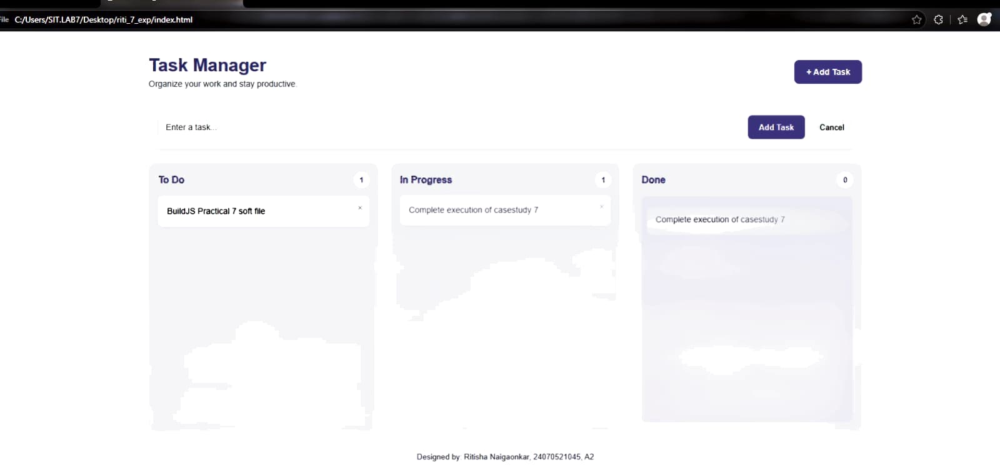 File C:/Users/SIT.LAB7/Desktop/riti_7_exp/index.html
Task Manager
+ Add Task
Organize your work and stay productive.
Enter a task...
Add Task
Cancel
To Do
1
BuildJS Practical 7 soft file
×
In Progress
1
Complete execution of casestudy 7
×
Done
0
Complete execution of casestudy 7
Designed by: Ritisha Naigaonkar, 24070521045, A2